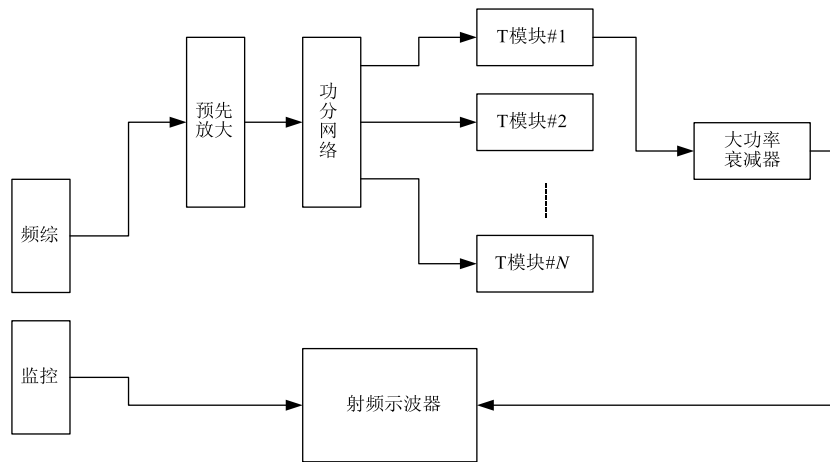 T模块#1
预先
放大
功
分
网
络
T模块#2
大功率
衰减器
频综
T模块#N
监控
射频示波器